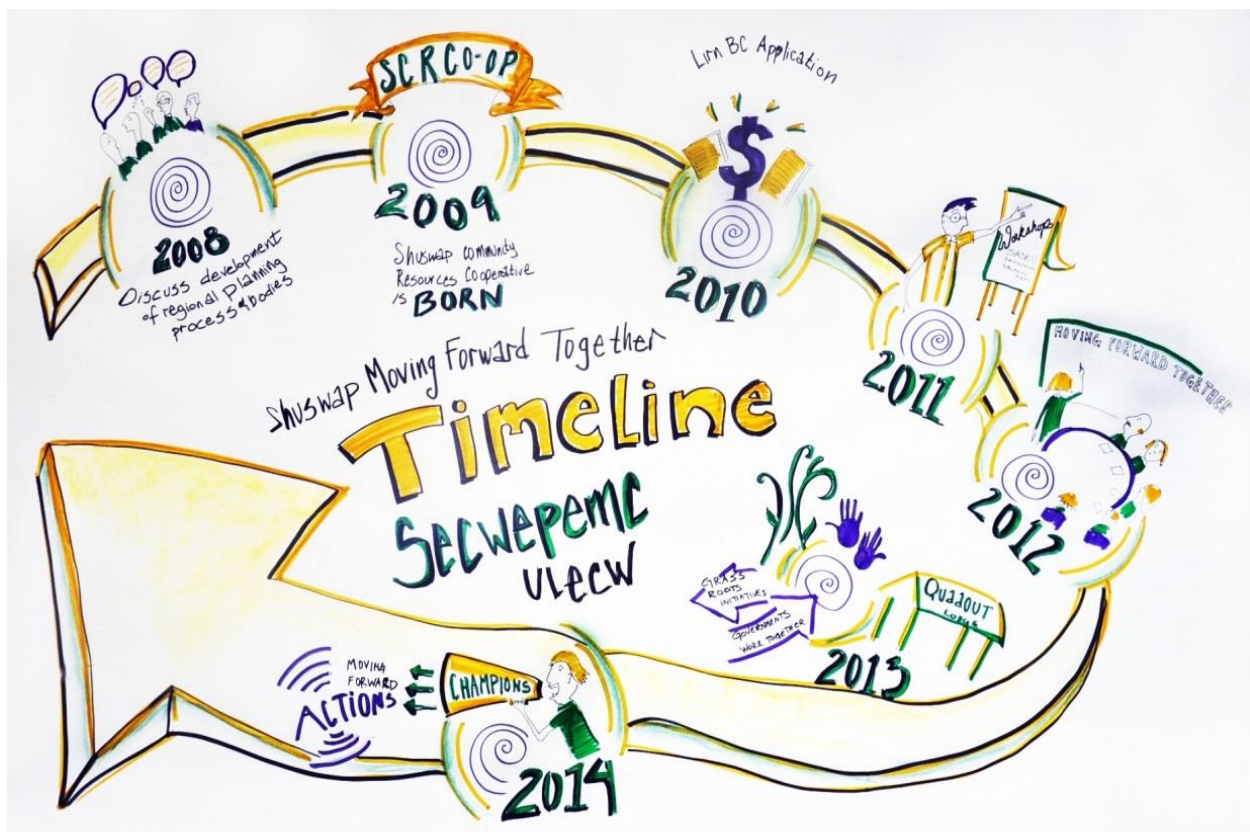 2008
Discuss development
of regional Planning
process & bodies
SCRCO-OP
2009
Shuswap community
Resources Cooperative
is BORN
Lirn BC Application
$
2010
Workshop
2011
MOVING FORWARD TOGETHER
2012
Shuswap Moving Forward Together
Timeline
Secwepemc
ulecw
GRASS
ROOTS
INITIATIVES
GOVERNMENTS
WORK TOGETHER
QuaaOUT
LODGE
2013
MOVING
FORWARD
ACTIONS
CHAMPIONS
2014